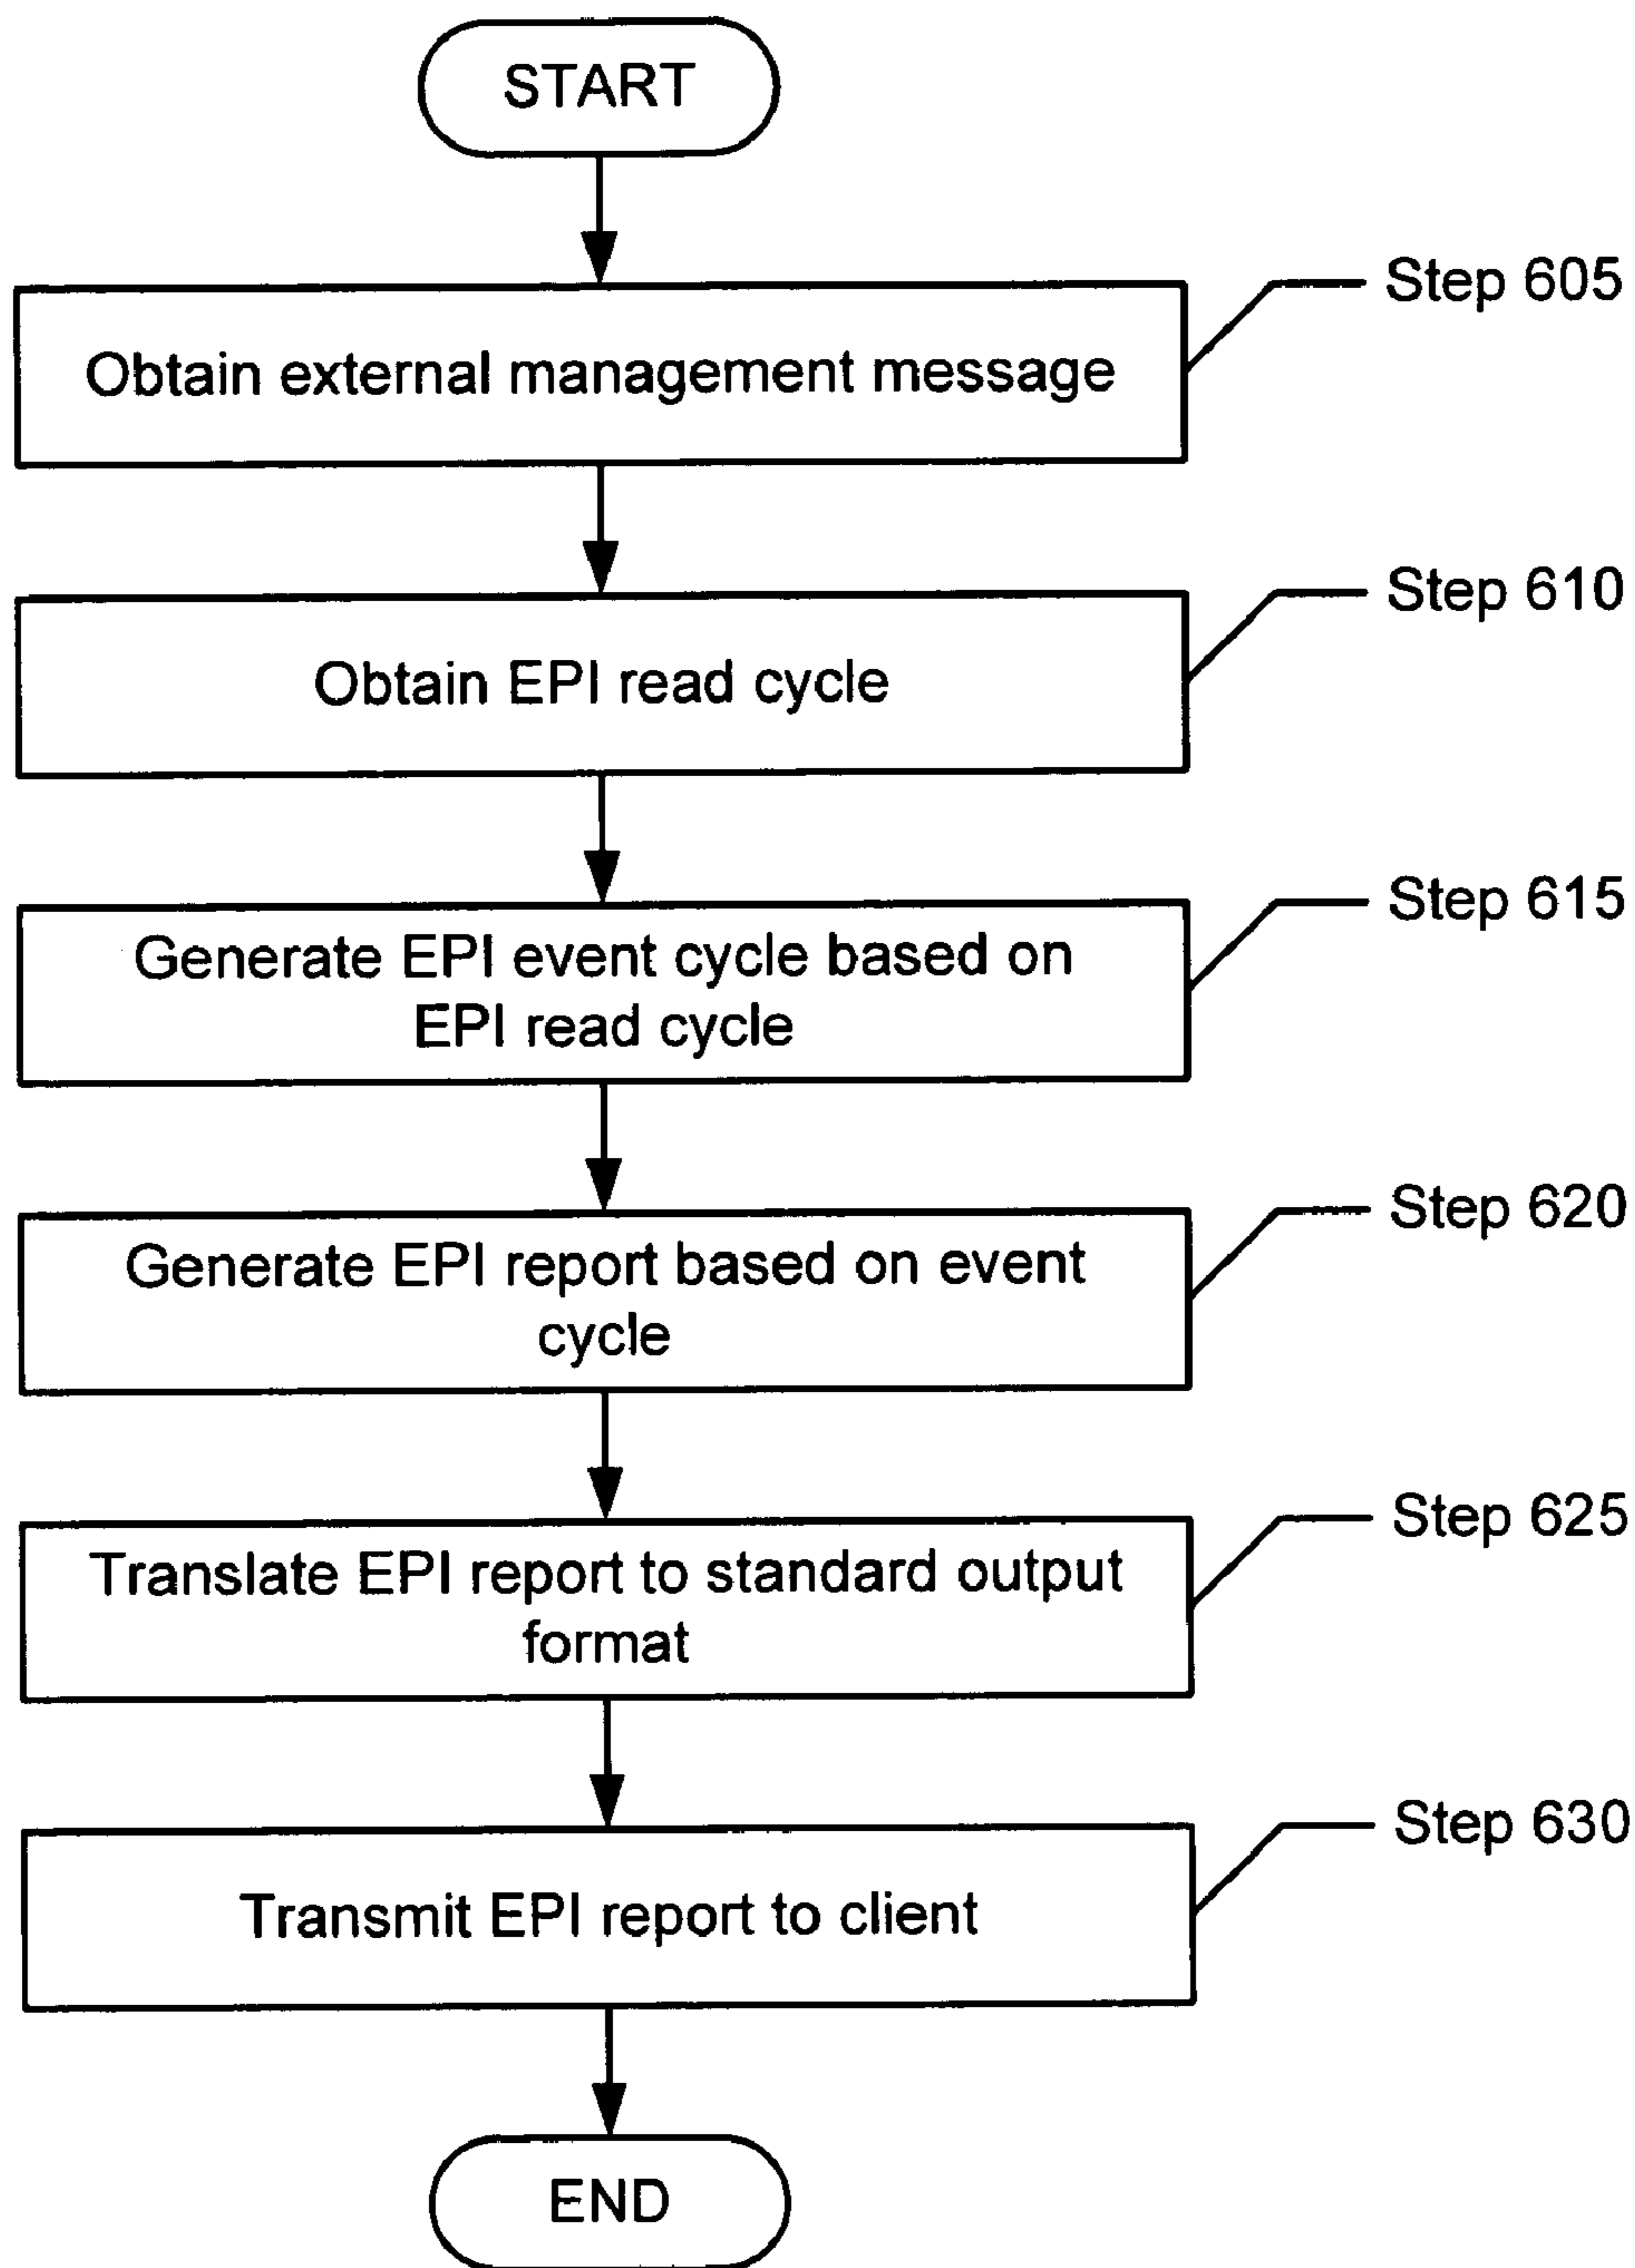 START
Step 605
Obtain external management message
Step 610
Obtain EPI read cycle
Step 615
Generate EPI event cycle based on
EPI read cycle
Step 620
Generate EPI report based on event
cycle
Step 625
Translate EPI report to standard output
format
Step 630
Transmit EPI report to client
END